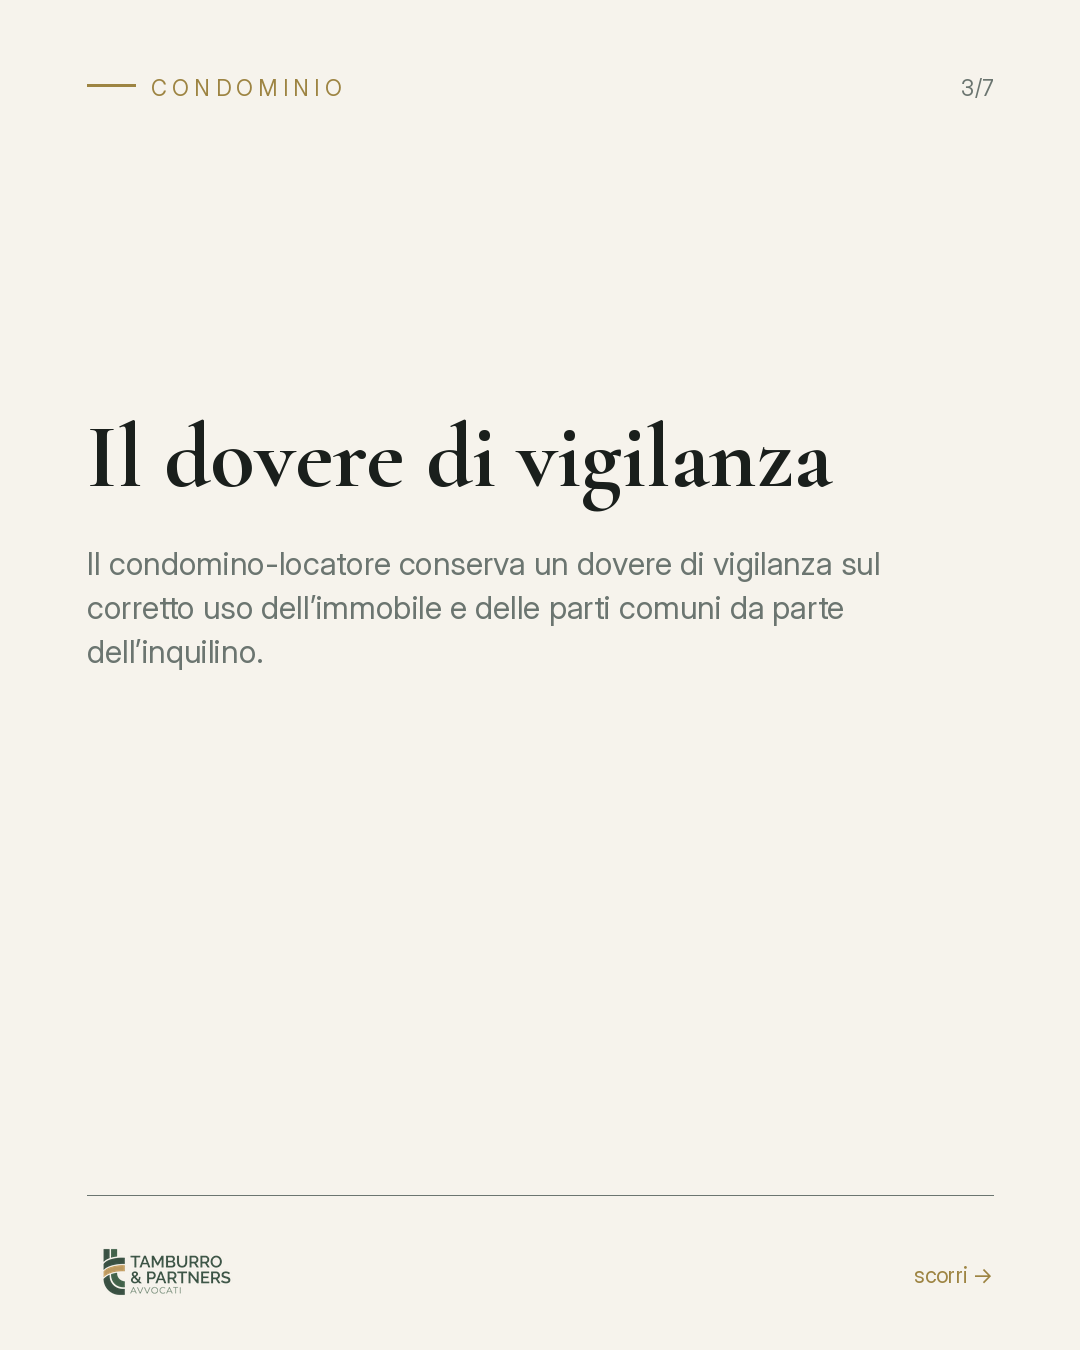 CONDOMINIO
3/7
Il dovere di vigilanza
Il condomino-locatore conserva un dovere di vigilanza sul
corretto uso dell’immobile e delle parti comuni da parte
dell’inquilino.
TAMBURRO
& PARTNERS
AVVOCATI
scorri →